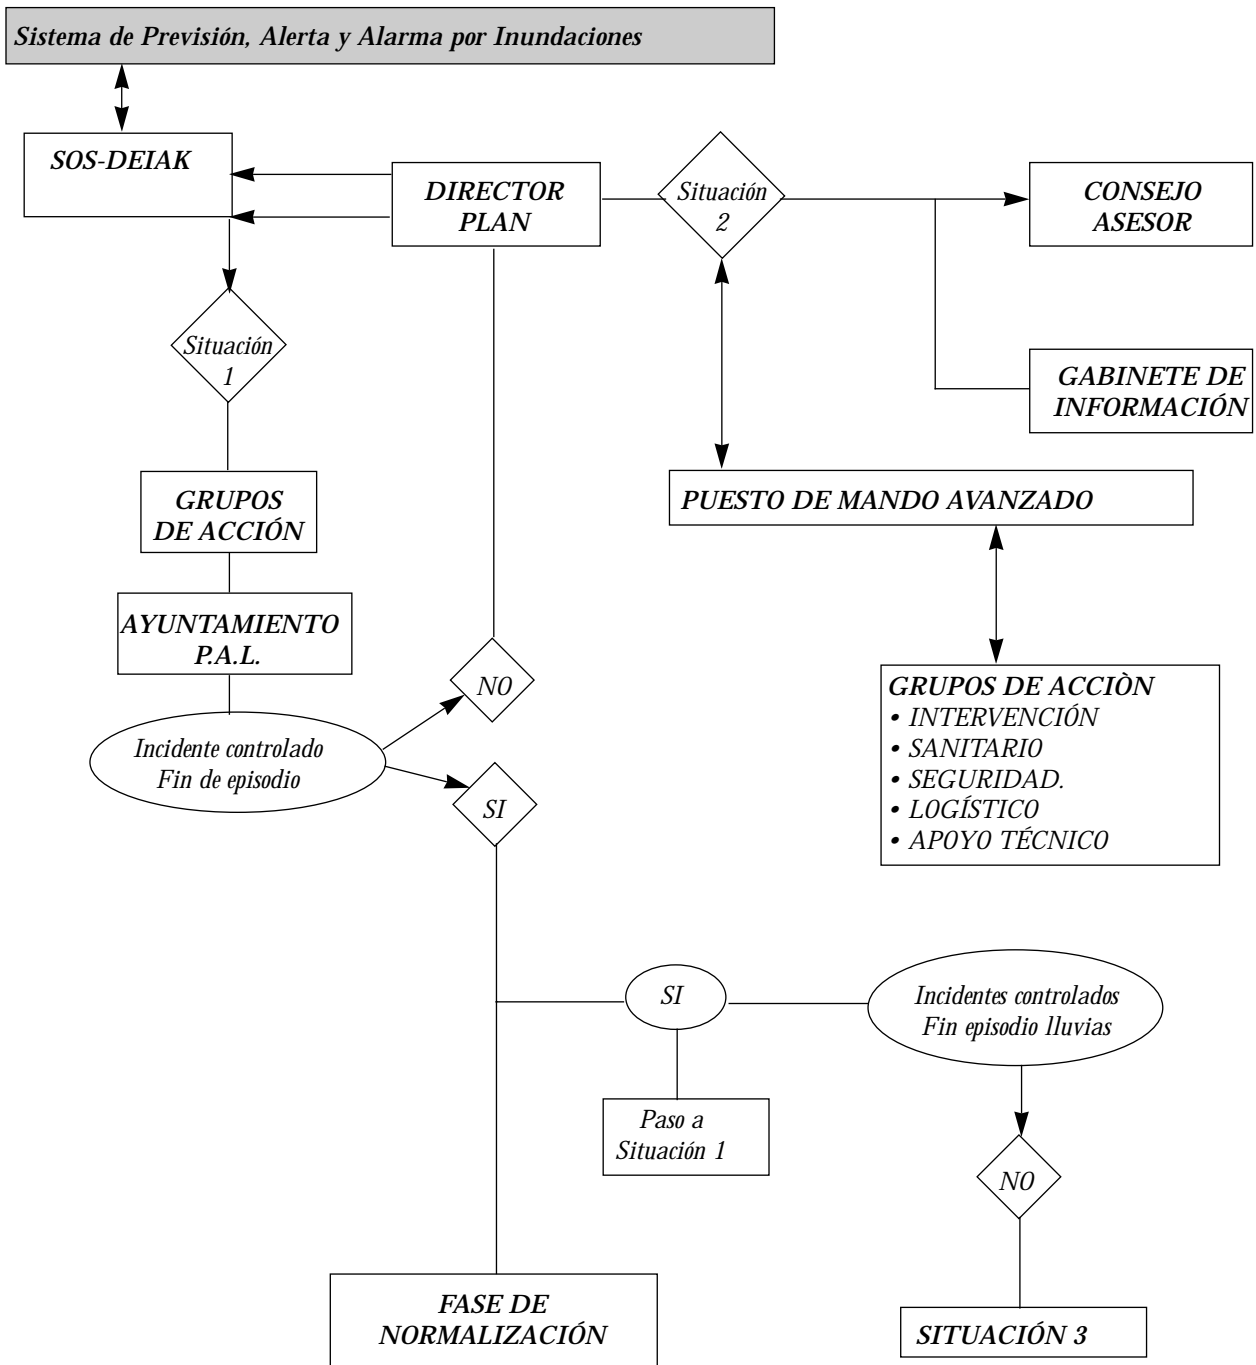 Sistema de Previsión, Alerta y Alarma por Inundaciones
SOS-DEIAK
DIRECTOR
PLAN
Situación
2
CONSEJO
ASESOR
Situación
1
GABINETE DE
INFORMACIÓN
GRUPOS
DE ACCIÓN
PUESTO DE MANDO AVANZADO
AYUNTAMIENTO
P.A.L.
NO
GRUPOS DE ACCIÒN
• INTERVENCIÓN
• SANITARIO
• SEGURIDAD.
• LOGÍSTICO
• APOYO TÉCNICO
Incidente controlado
Fin de episodio
SI
SI
Incidentes controlados
Fin episodio lluvias
Paso a
Situación 1
NO
FASE DE
NORMALIZACIÓN
SITUACIÓN 3